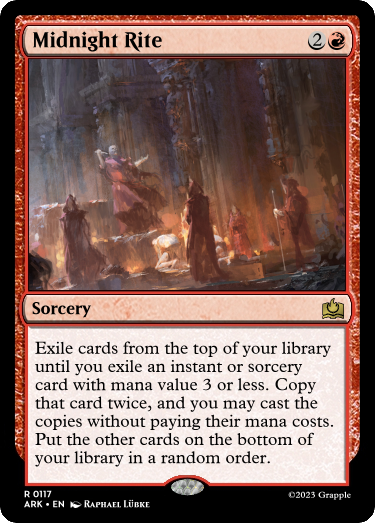 Midnight Rite 2
Sorcery
Exile cards from the top of your library
until you exile an instant or sorcery
card with mana value 3 or less. Copy
that card twice, and you may cast the
copies without paying their mana costs.
Put the other cards on the bottom of
your library in a random order.
R 0117
ARK • EN Raphael Lübke ©2023 Grapple